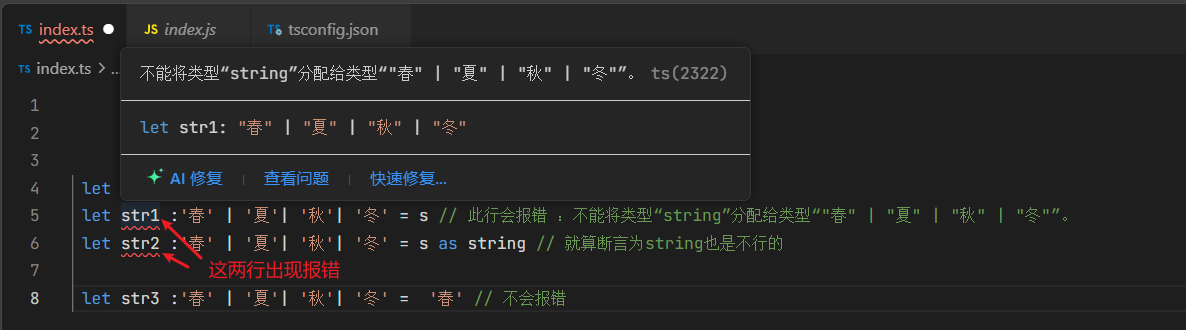 TS index.ts JS index.js TS tsconfig.json
TS index.ts > ...
不能将类型“string”分配给类型“"春" | "夏" | "秋" | "冬"”。 ts(2322)
let str1: "春" | "夏" | "秋" | "冬"
AI 修复 | 查看问题 | 快速修复...
1
2
3
4 let
5 let str1 :'春' | '夏'| '秋'| '冬' = s // 此行会报错 : 不能将类型“string”分配给类型“"春" | "夏" | "秋" | "冬"”。
6 let str2 :'春' | '夏'| '秋'| '冬' = s as string // 就算断言为string也是不行的
7
这两行出现报错
8 let str3 :'春' | '夏'| '秋'| '冬' = '春' // 不会报错